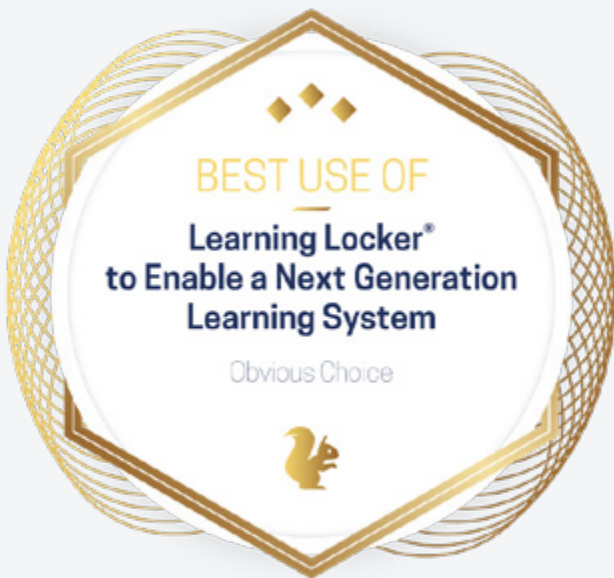 BEST USE OF
Learning Locker®
to Enable a Next Generation
Learning System
Obvious Choice